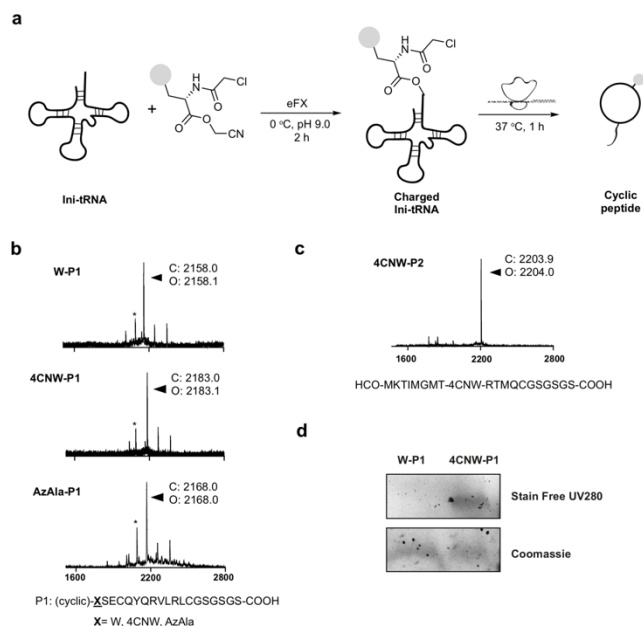 a
N
H
O
Cl
O
O
CN
+
Ini-tRNA
eFX
0 °C, pH 9.0
2 h
N
H
O
Cl
O
O
Charged
Ini-tRNA
37 °C, 1 h
Cyclic
peptide
b
W-P1
C: 2158.0
O: 2158.1
*
4CNW-P1
C: 2183.0
O: 2183.1
*
AzAla-P1
C: 2168.0
O: 2168.0
*
1600 2200 2800
P1: (cyclic)-XSECQYQRVLRLCGSGSGS-COOH
X= W, 4CNW, AzAla
c
4CNW-P2
C: 2203.9
O: 2204.0
1600 2200 2800
HCO-MKTIMGMT-4CNW-RTMQCGSGSGS-COOH
d
W-P1 4CNW-P1
Stain Free UV280
Coomassie